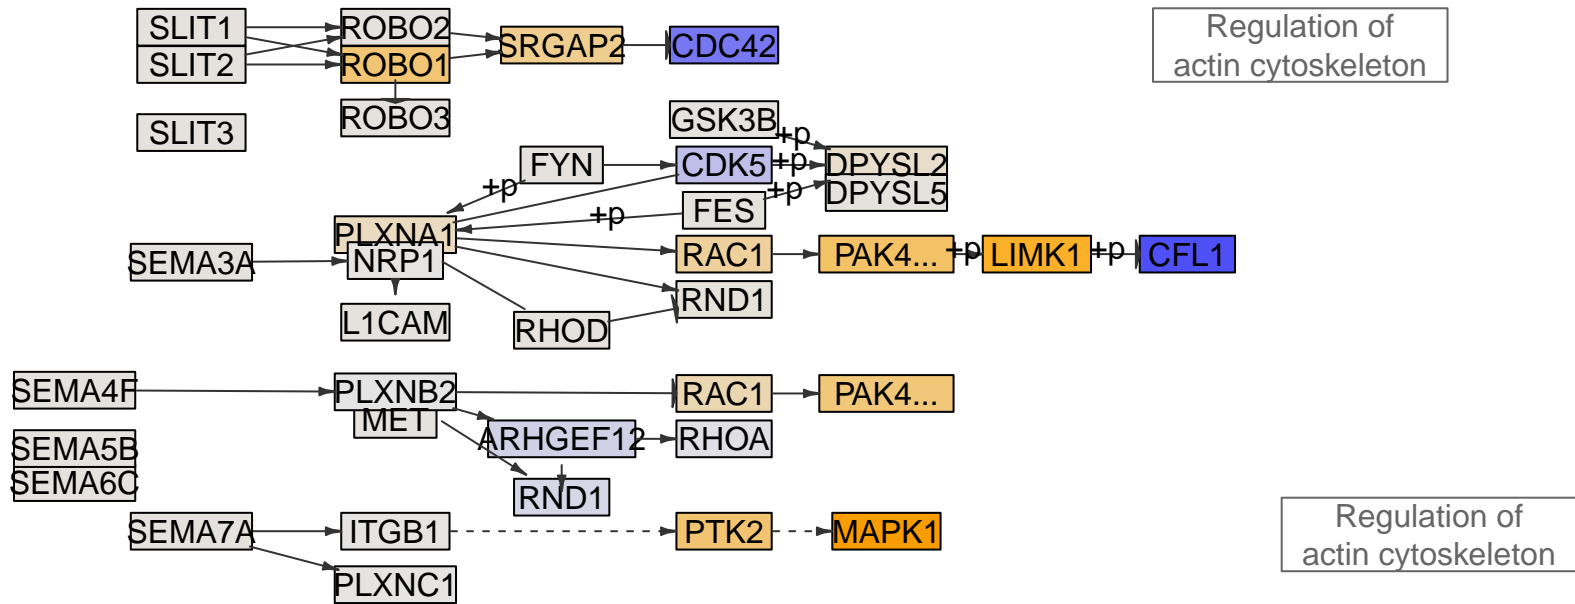 SLIT1
ROBO2
SRGAP2
CDC42
Regulation of
actin cytoskeleton
SLIT2
ROBO1
SLIT3
ROBO3
GSK3B
+p
FYN
CDK5
+p
DPYSL2
+p
FES
+p
DPYSL5
PLXNA1
+p
SEMA3A
NRP1
RAC1
PAK4...
+p
LIMK1
+p
CFL1
RND1
L1CAM
RHOD
SEMA4F
PLXNB2
RAC1
PAK4...
MET
SEMA5B
ARHGEF12
RHOA
SEMA6C
RND1
SEMA7A
ITGB1
PTK2
MAPK1
Regulation of
actin cytoskeleton
PLXNC1